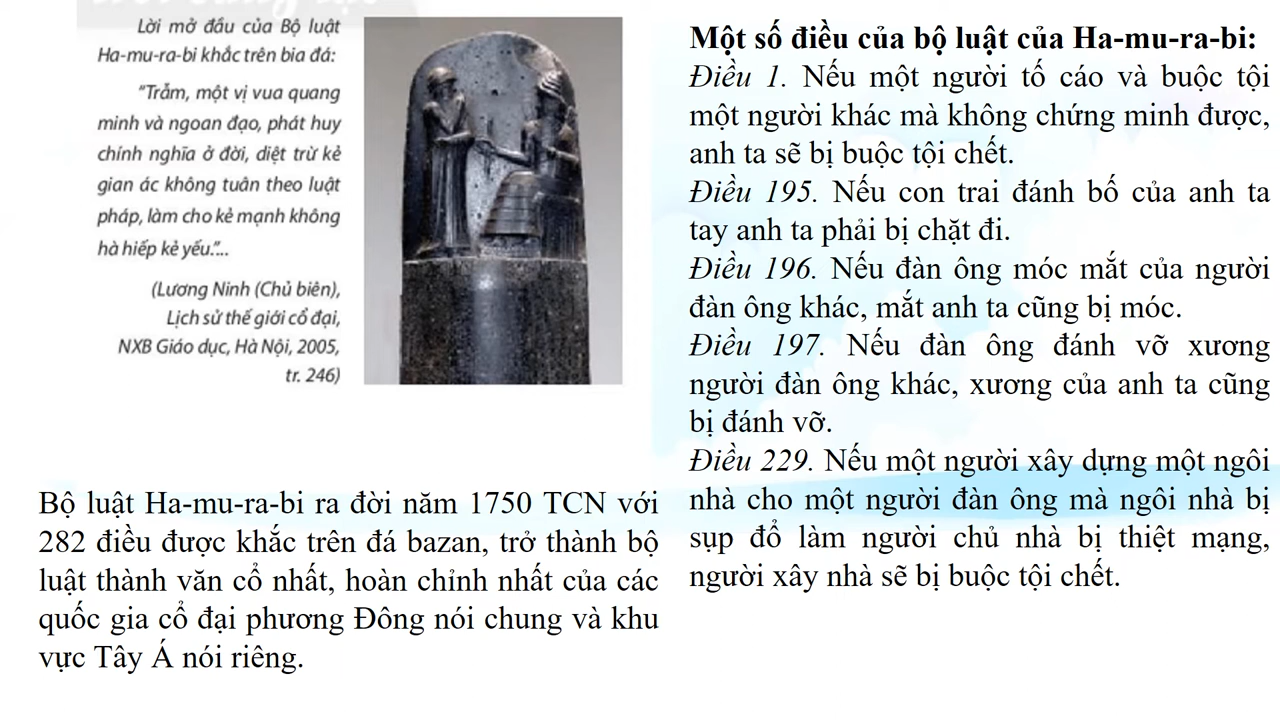 Lời mở đầu của Bộ luật
Ha-mu-ra-bi khắc trên bia đá:
"Trẫm, một vị vua quang
minh và ngoan đạo, phát huy
chính nghĩa ở đời, diệt trừ kẻ
gian ác không tuân theo luật
pháp, làm cho kẻ mạnh không
hà hiếp kẻ yếu."...
(Lương Ninh (Chủ biên),
Lịch sử thế giới cổ đại,
NXB Giáo dục, Hà Nội, 2005,
tr. 246)
Bộ luật Ha-mu-ra-bi ra đời năm 1750 TCN với
282 điều được khắc trên đá bazan, trở thành bộ
luật thành văn cổ nhất, hoàn chỉnh nhất của các
quốc gia cổ đại phương Đông nói chung và khu
vực Tây Á nói riêng.
Một số điều của bộ luật của Ha-mu-ra-bi:
Điều 1. Nếu một người tố cáo và buộc tội
một người khác mà không chứng minh được,
anh ta sẽ bị buộc tội chết.
Điều 195. Nếu con trai đánh bố của anh ta
tay anh ta phải bị chặt đi.
Điều 196. Nếu đàn ông móc mắt của người
đàn ông khác, mắt anh ta cũng bị móc.
Điều 197. Nếu đàn ông đánh vỡ xương
người đàn ông khác, xương của anh ta cũng
bị đánh vỡ.
Điều 229. Nếu một người xây dựng một ngôi
nhà cho một người đàn ông mà ngôi nhà bị
sụp đổ làm người chủ nhà bị thiệt mạng,
người xây nhà sẽ bị buộc tội chết.